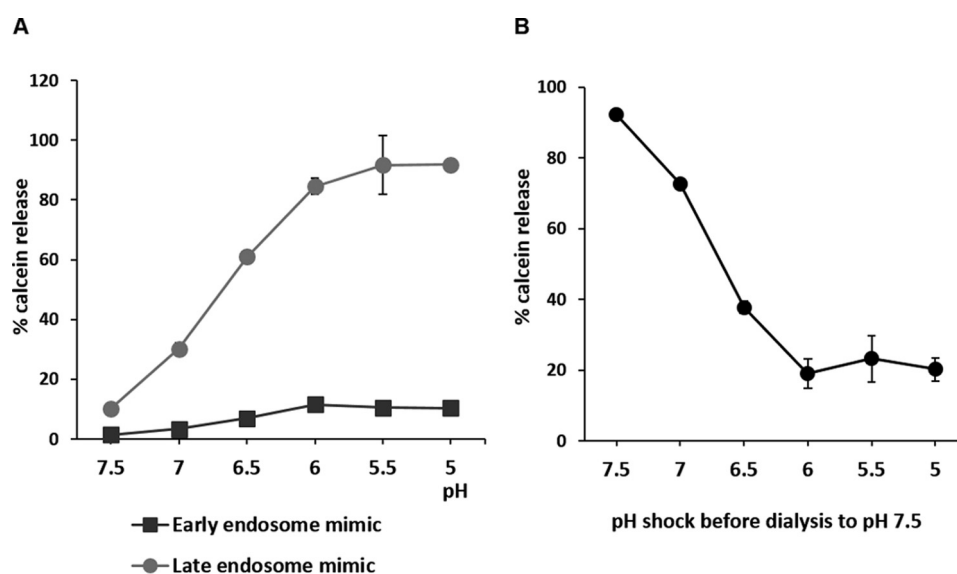 A
% calcein release
120
100
80
60
40
20
0
7.5 7 6.5 6 5.5 5
pH
Early endosome mimic
Late endosome mimic
B
% calcein release
100
80
60
40
20
0
7.5 7 6.5 6 5.5 5
pH shock before dialysis to pH 7.5